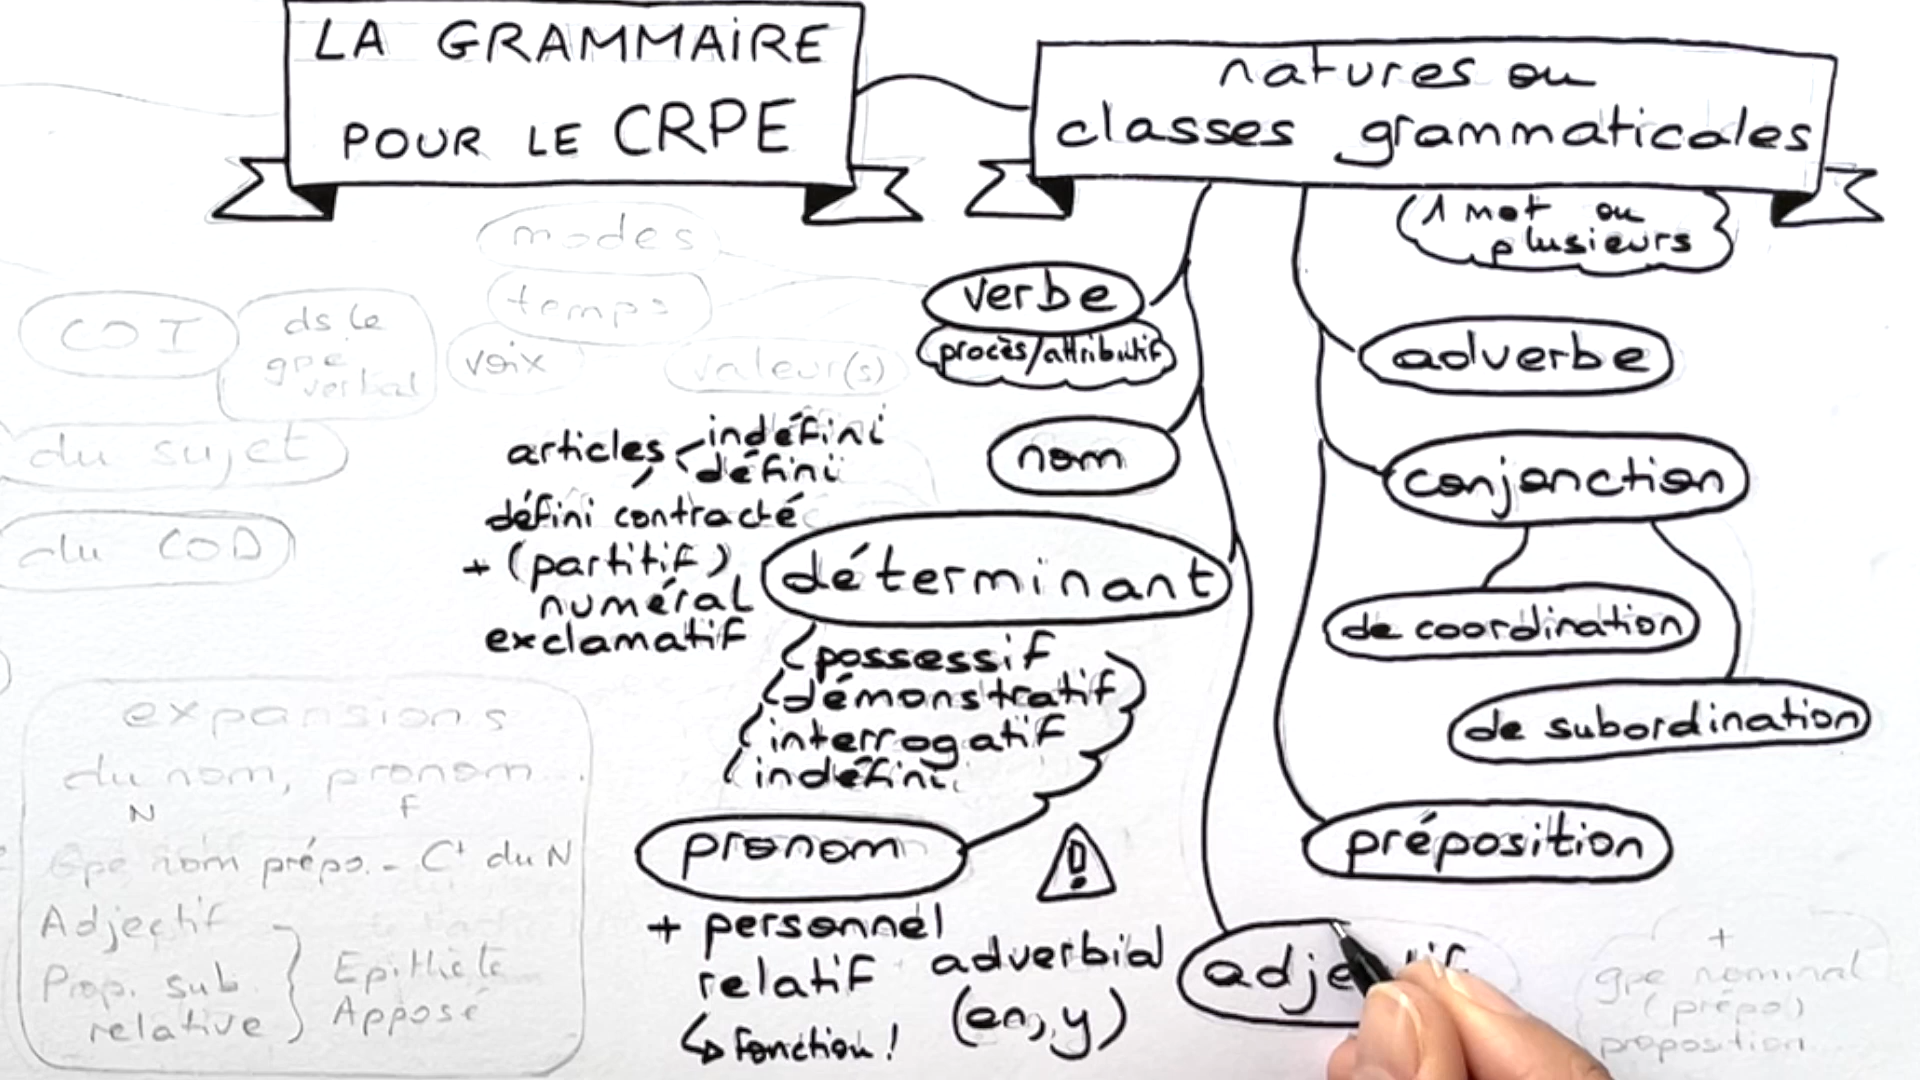 LA GRAMMAIRE
POUR LE CRPE
natures ou
classes grammaticales
1 mot ou
plusieurs
modes
temps
voix
valeur(s)
COI
ds le
gpe
verbal
du sujet
du COD
verbe
procès/attributif
nom
articles
indéfini
défini
défini contracté
+ (partitif)
numéral
exclamatif
déterminant
possessif
démonstratif
interrogatif
indéfini
pronom
+ personnel
relatif
↳ fonction !
!
adverbial
(en, y)
adverbe
conjonction
de coordination
de subordination
préposition
adje
if
expansions
du nom, pronom...
N
F
Gpe nom prépo. - Ct du N
Adjectif
Prop. sub.
relative
Epithète
Apposé
+
gpe nominal
(prépo)
proposition...